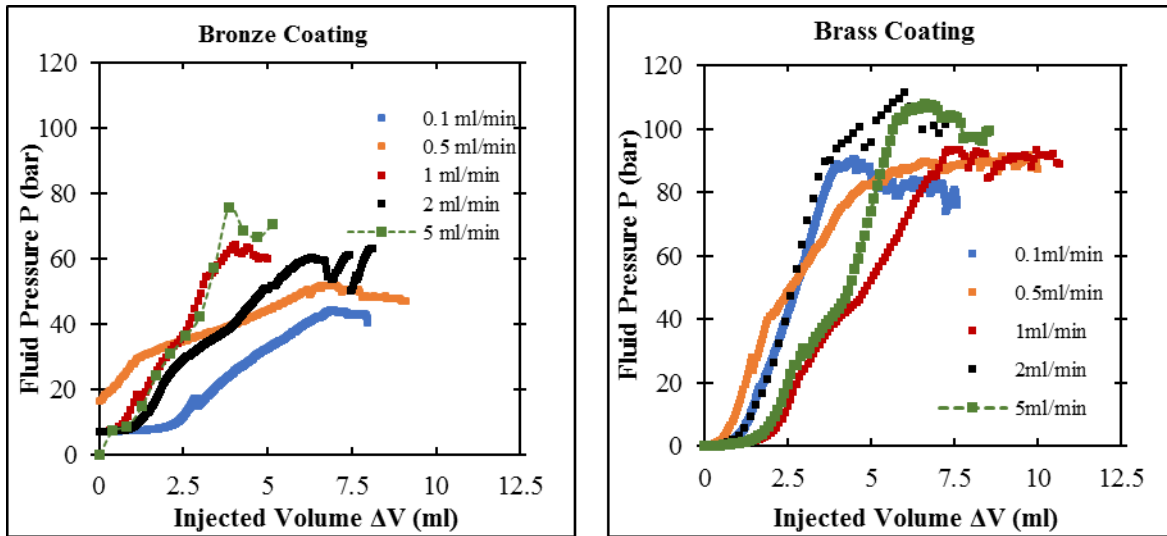 Bronze Coating
120
100
80
60
40
20
0
0
2.5
5
7.5
10
12.5
Fluid Pressure P (bar)
Injected Volume ΔV (ml)
0.1 ml/min
0.5 ml/min
1 ml/min
2 ml/min
5 ml/min
Brass Coating
120
100
80
60
40
20
0
0
2.5
5
7.5
10
12.5
Fluid Pressure P (bar)
Injected Volume ΔV (ml)
0.1ml/min
0.5ml/min
1ml/min
2ml/min
5ml/min